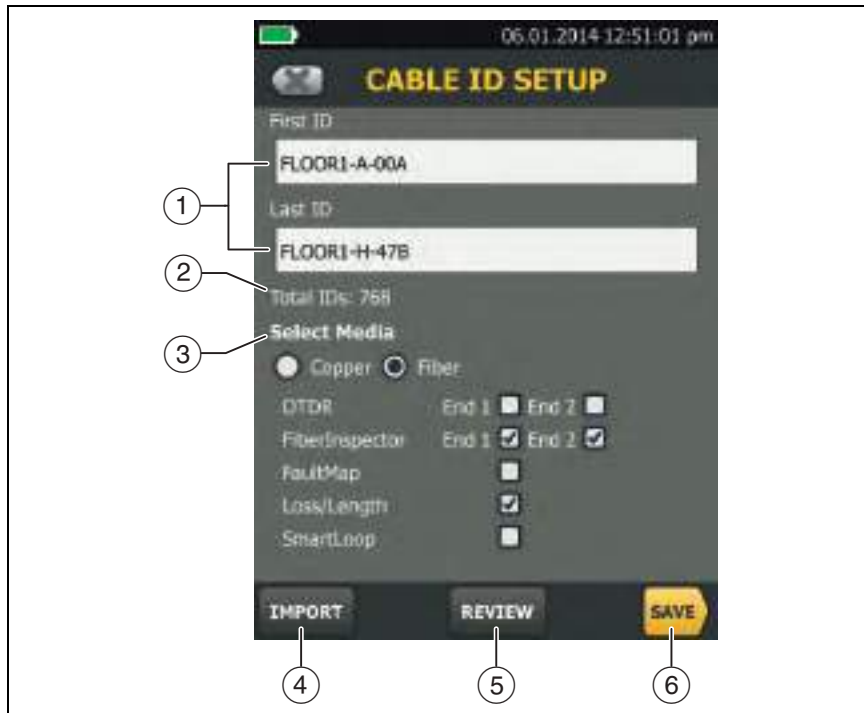 06.01.2014 12:51:01 pm
CABLE ID SETUP
First ID
FLOOR1-A-00A
1
Last ID
FLOOR1-H-47B
2
Total IDs: 768
3
Select Media
Copper Fiber
OTDR End 1 End 2
FiberInspector End 1 End 2
FaultMap
Loss/Length
SmartLoop
IMPORT REVIEW SAVE
4 5 6